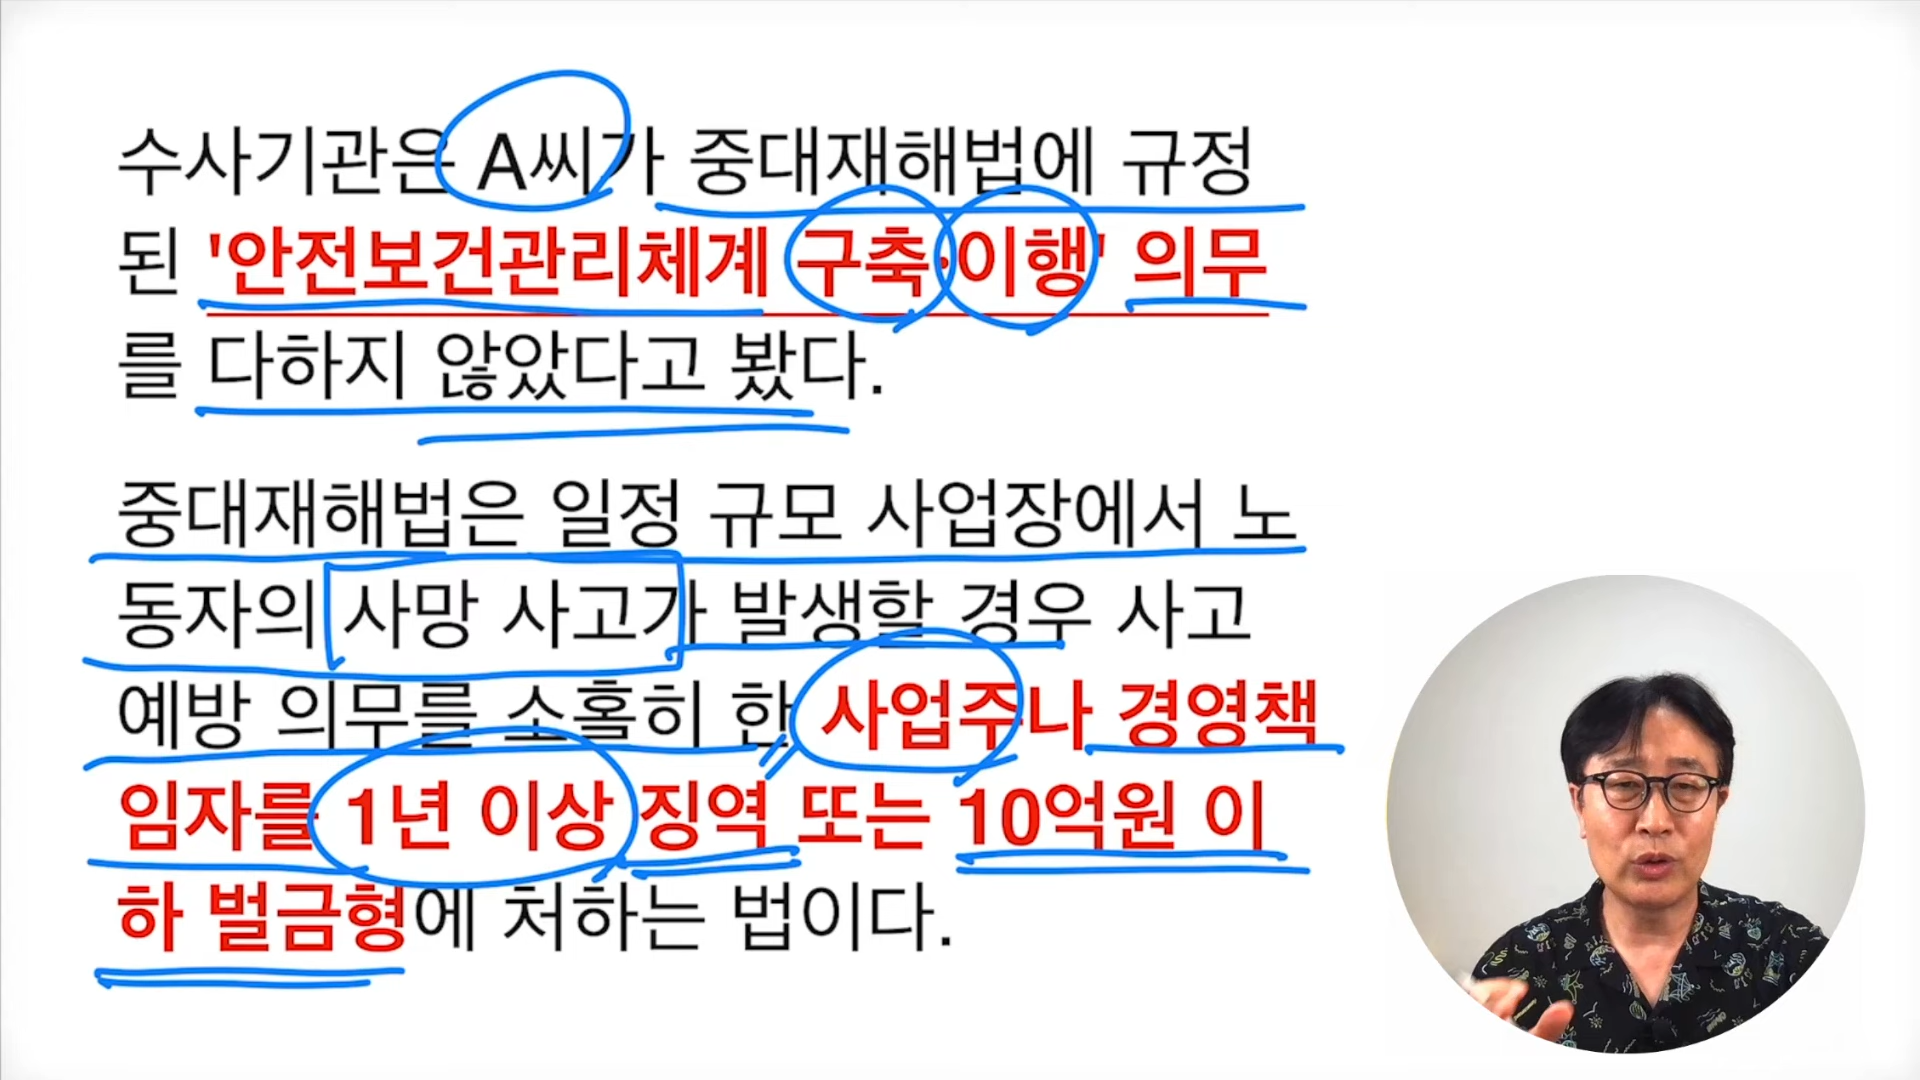 수사기관은 A씨가 중대재해법에 규정
된 '안전보건관리체계 구축·이행' 의무
를 다하지 않았다고 봤다.
중대재해법은 일정 규모 사업장에서 노
동자의 사망 사고가 발생할 경우 사고
예방 의무를 소홀히 한 사업주나 경영책
임자를 1년 이상 징역 또는 10억원 이
하 벌금형에 처하는 법이다.